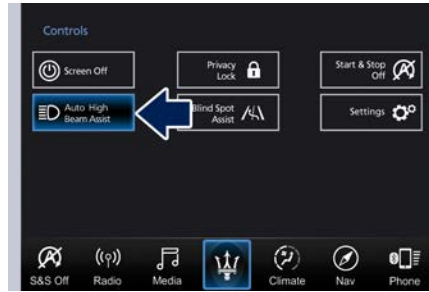 Controls
Screen Off
Privacy
Lock
Start & Stop
Off
Auto High
Beam Assist
Blind Spot
Assist
Settings
S&S Off
Radio
Media
Climate
Nav
Phone